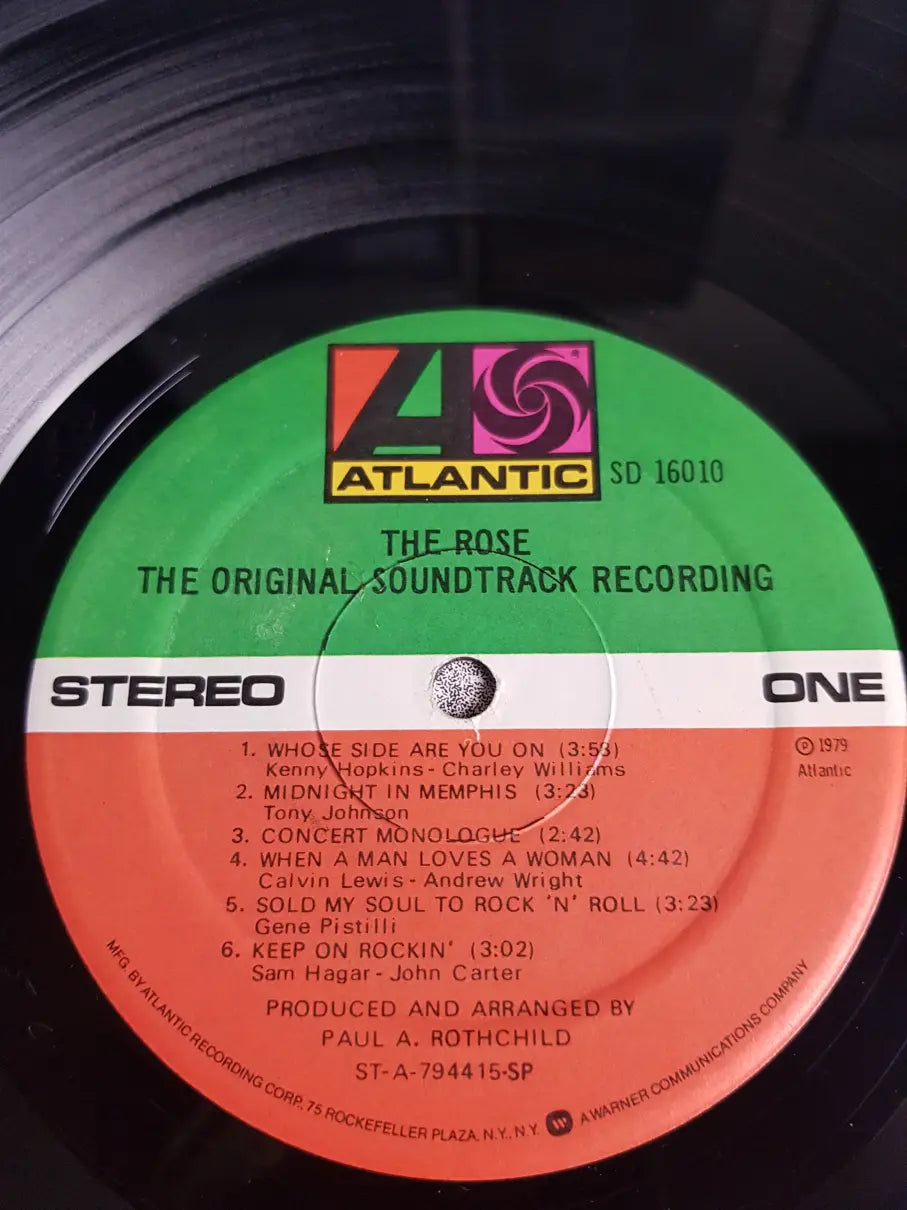 ATLANTIC
SD 16010
THE ROSE
THE ORIGINAL SOUNDTRACK RECORDING
STEREO
ONE
℗ 1979
Atlantic
1. WHOSE SIDE ARE YOU ON (3:53)
Kenny Hopkins - Charley Williams
2. MIDNIGHT IN MEMPHIS (3:23)
Tony Johnson
3. CONCERT MONOLOGUE (2:42)
4. WHEN A MAN LOVES A WOMAN (4:42)
Calvin Lewis - Andrew Wright
5. SOLD MY SOUL TO ROCK 'N' ROLL (3:23)
Gene Pistilli
6. KEEP ON ROCKIN' (3:02)
Sam Hagar - John Carter
PRODUCED AND ARRANGED BY
PAUL A. ROTHCHILD
ST-A-794415-SP
MFG. BY ATLANTIC RECORDING CORP., 75 ROCKEFELLER PLAZA, N.Y., N.Y. A WARNER COMMUNICATIONS COMPANY